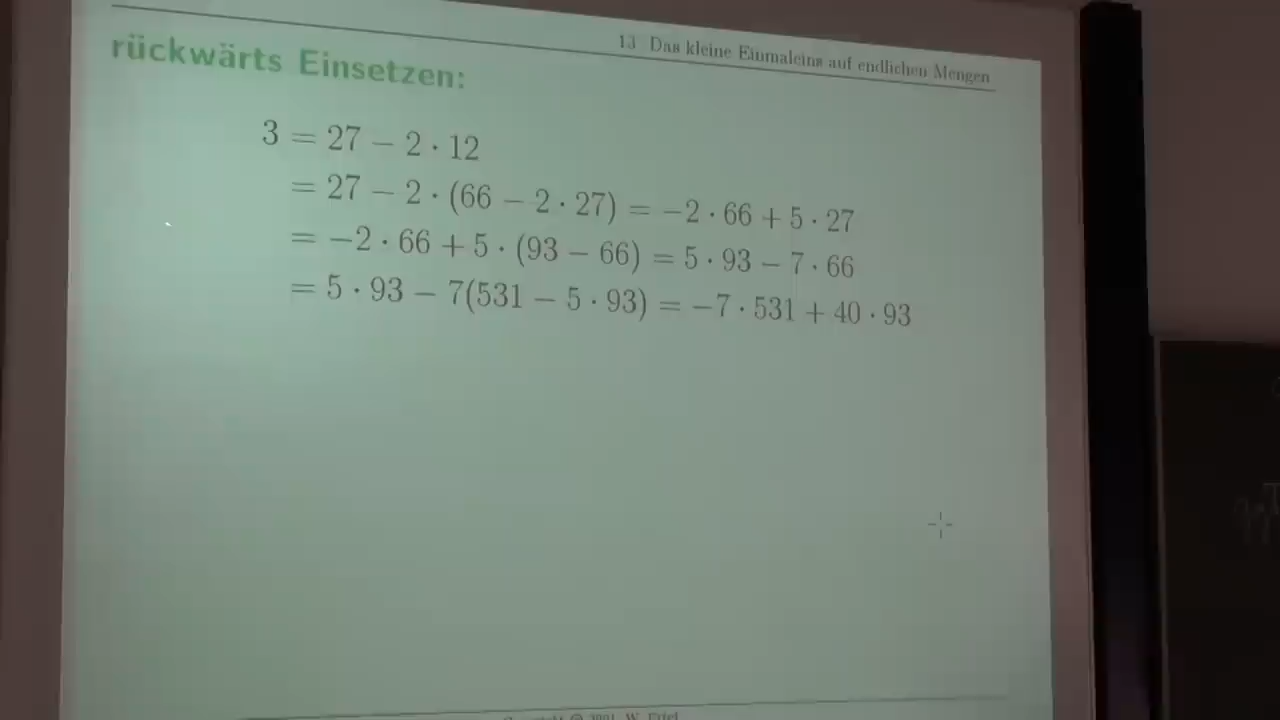 13 Das kleine Einmaleins auf endlichen Mengen
rückwärts Einsetzen:
3 = 27 − 2 · 12
= 27 − 2 · (66 − 2 · 27) = −2 · 66 + 5 · 27
= −2 · 66 + 5 · (93 − 66) = 5 · 93 − 7 · 66
= 5 · 93 − 7(531 − 5 · 93) = −7 · 531 + 40 · 93